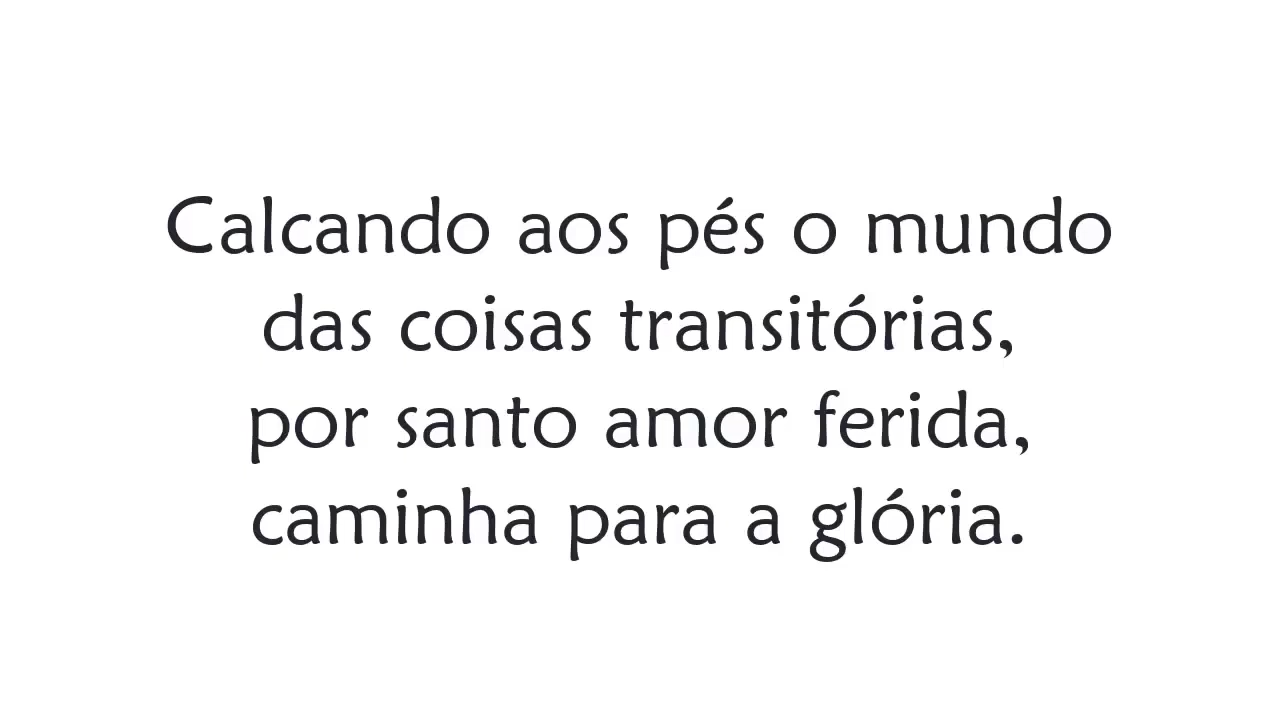 Calcando aos pés o mundo
das coisas transitórias,
por santo amor ferida,
caminha para a glória.